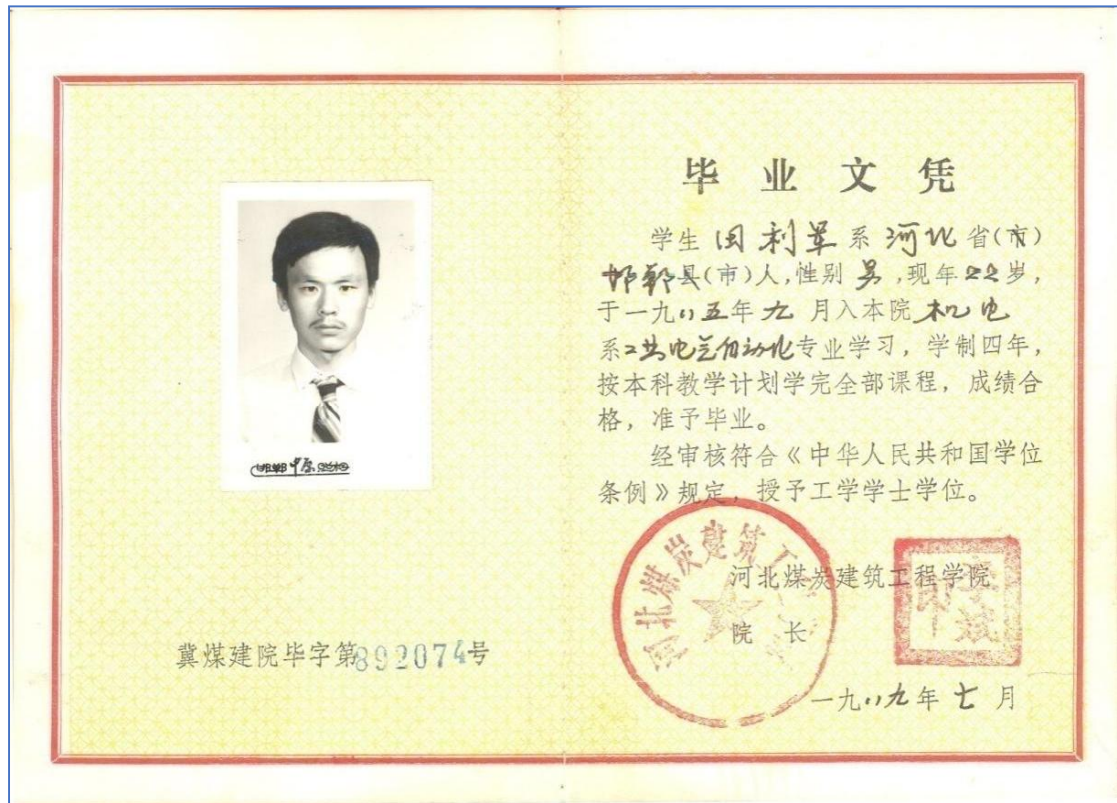 邯郸中原照相
冀煤建院毕字第892074号
毕业文凭
学生田利军系河北省(市)
邯郸县(市)人,性别男,现年22岁,
于一九八五年九月入本院机电
系工业电气自动化专业学习,学制四年,
按本科教学计划学完全部课程,成绩合
格,准予毕业。
经审核符合《中华人民共和国学位
条例》规定,授予工学学士学位。
河北煤炭建筑工程学院
院长
一九八九年七月